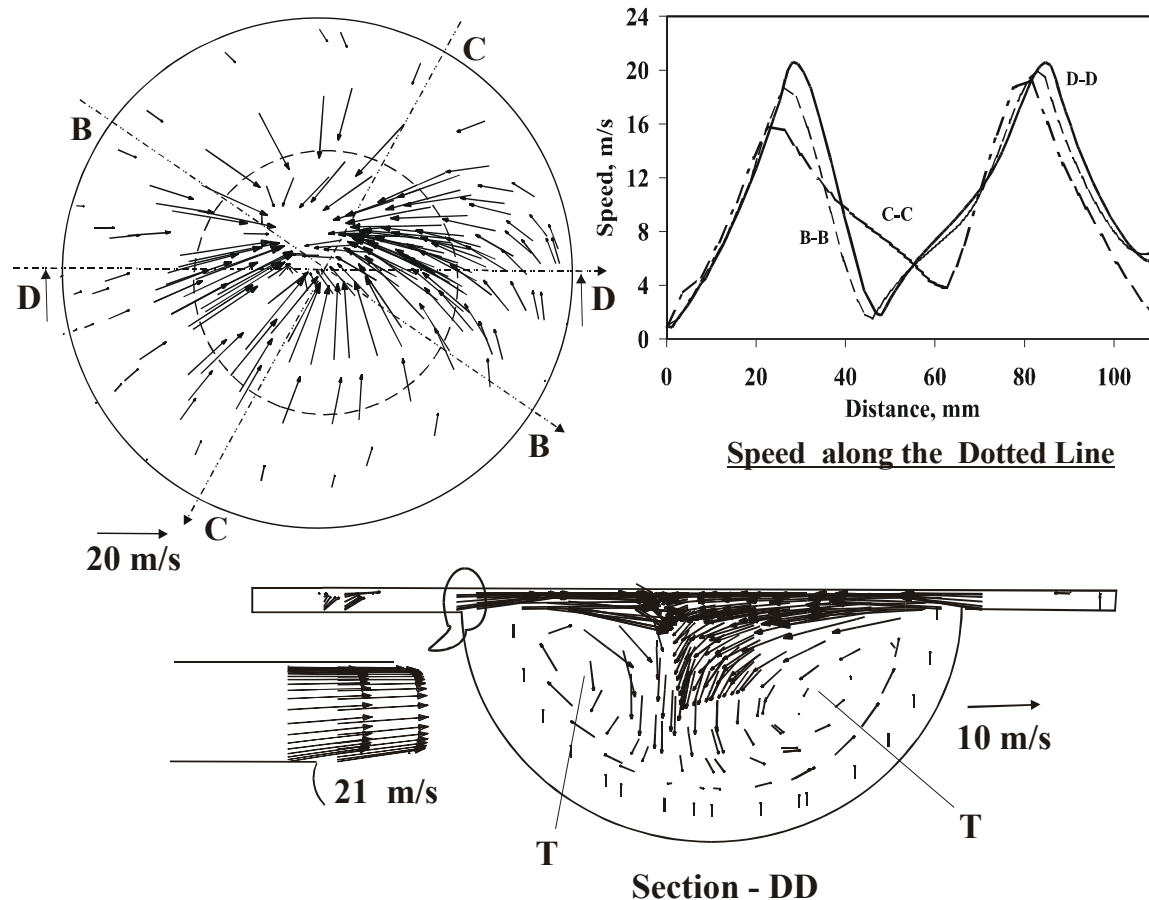 C
B
D
D
B
C
20 m/s
24
20
16
12
8
4
0
Speed, m/s
D-D
C-C
B-B
0 20 40 60 80 100
Distance, mm
Speed along the Dotted Line
21 m/s
10 m/s
T
T
Section - DD